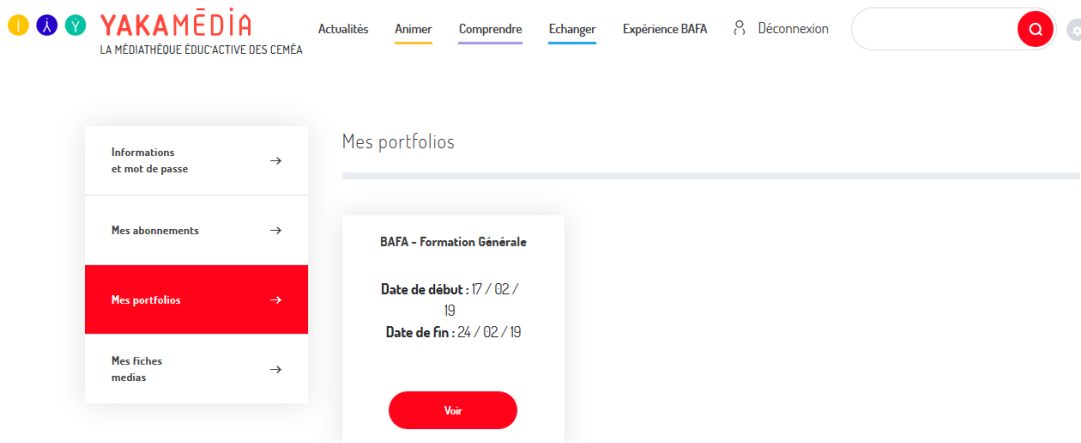 YAKAMÉDIA
LA MÉDIATHÈQUE ÉDUC'ACTIVE DES CEMÉA
Actualités Animer Comprendre Echanger Expérience BAFA Déconnexion
Informations
et mot de passe
Mes abonnements
Mes portfolios
Mes fiches
medias
Mes portfolios
BAFA - Formation Générale
Date de début : 17 / 02 /
19
Date de fin : 24 / 02 / 19
Voir